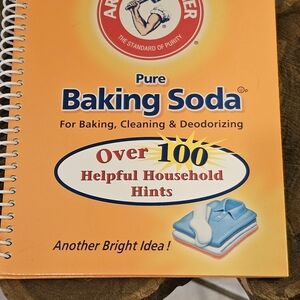 THE STANDARD OF PURITY
Pure
Baking Soda
For Baking, Cleaning & Deodorizing
Over 100
Helpful Household
Hints
Another Bright Idea!